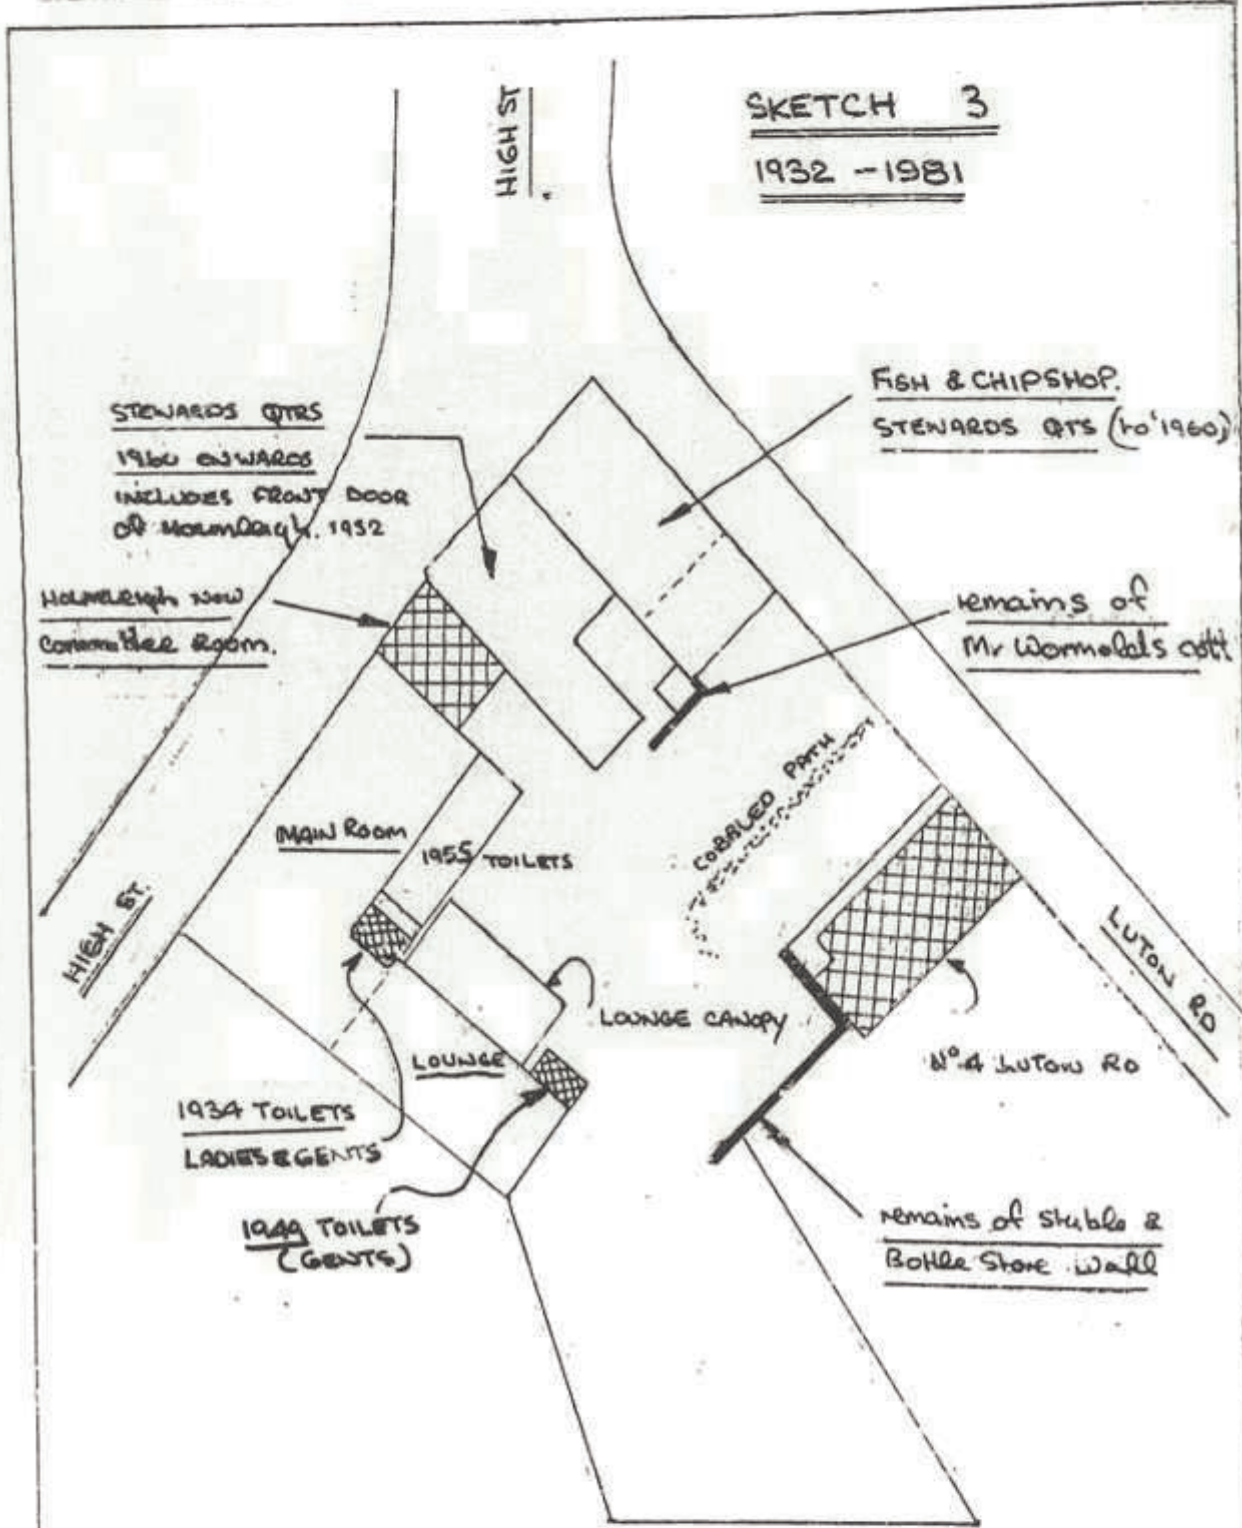 HIGH ST.
SKETCH 3
1932 - 1981
FISH & CHIPSHOP.
STEWARDS QTS (to 1960)
STEWARDS QTRS
1960 ONWARDS
INCLUDES FRONT DOOR
of Holmleigh. 1932
Holmleigh now
Committee Room.
remains of
Mr Wormalds cott
COBBLED PATH
MAIN ROOM
1955 TOILETS
HIGH ST.
LUTON RD
LOUNGE CANOPY
LOUNGE
No 4 LUTON RD
1934 TOILETS
LADIES & GENTS
1949 TOILETS
(GENTS)
remains of stable &
Bottle Store wall